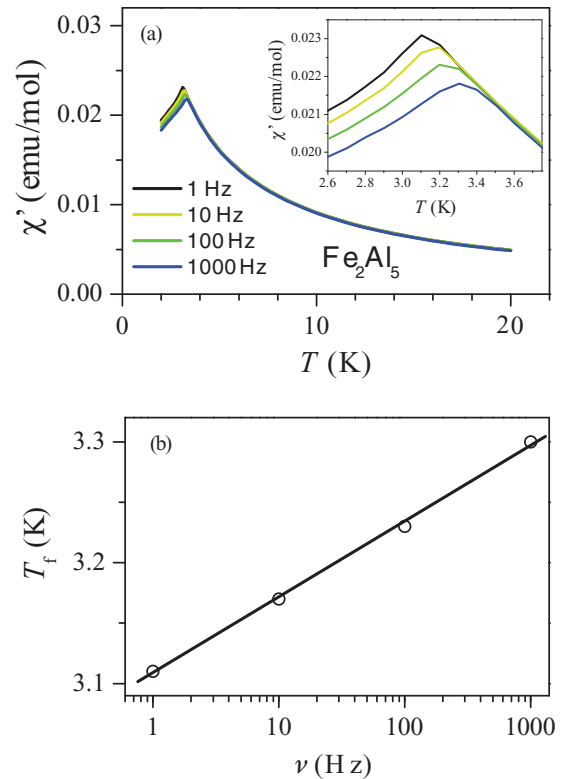 (a)
χ' (emu/mol)
0.00
0.01
0.02
0.03
0
10
20
T (K)
1 Hz
10 Hz
100 Hz
1000 Hz
Fe₂Al₅
χ' (emu/mol)
0.020
0.021
0.022
0.023
2.6 2.8 3.0 3.2 3.4 3.6
T (K)
(b)
T_f (K)
3.3
3.2
3.1
1 10 100 1000
ν (Hz)